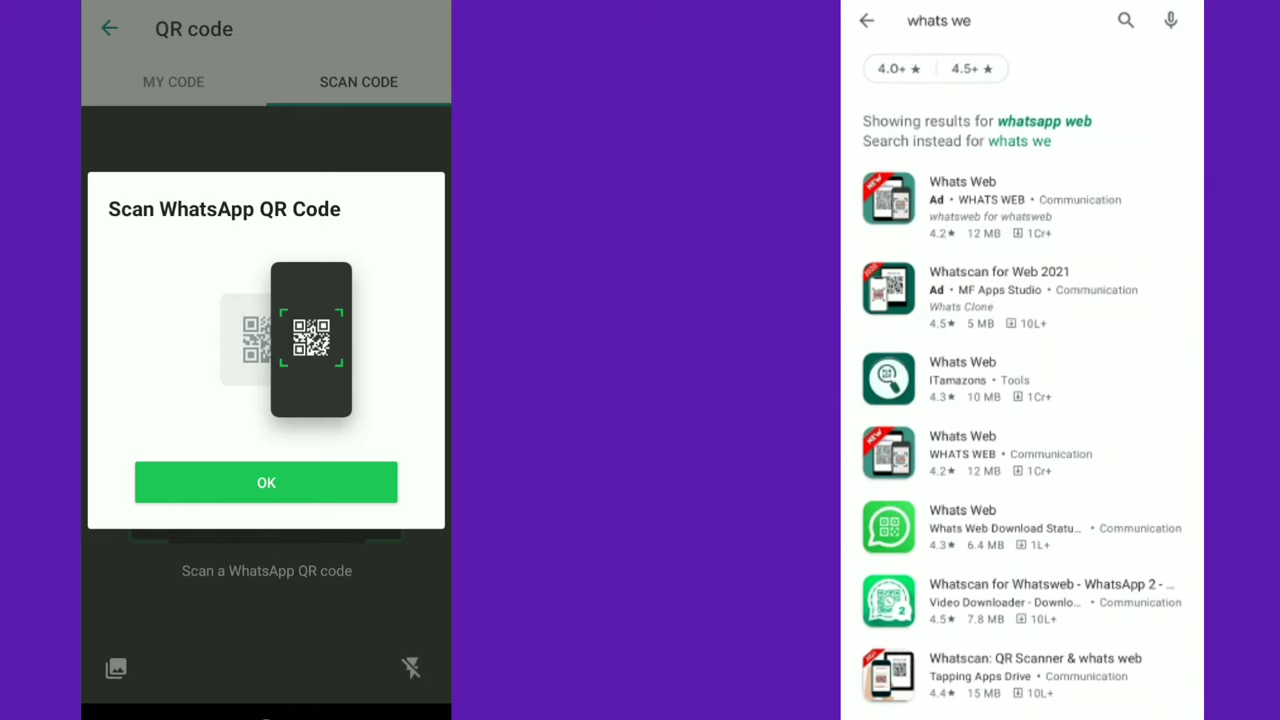 QR code
MY CODE
SCAN CODE
Scan WhatsApp QR Code
OK
Scan a WhatsApp QR code
whats we
4.0+ ★
4.5+ ★
Showing results for whatsapp web
Search instead for whats we
Whats Web
Ad • WHATS WEB • Communication
whatsweb for whatsweb
4.2★ 12 MB 1Cr+
Whatscan for Web 2021
Ad • MF Apps Studio • Communication
Whats Clone
4.5★ 5 MB 10L+
Whats Web
ITamazons • Tools
4.3★ 10 MB 1Cr+
Whats Web
WHATS WEB • Communication
4.2★ 12 MB 1Cr+
Whats Web
Whats Web Download Statu... • Communication
4.3★ 6.4 MB 1L+
Whatscan for Whatsweb - WhatsApp 2 - ...
Video Downloader - Downlo... • Communication
4.5★ 7.8 MB 10L+
Whatscan: QR Scanner & whats web
Tapping Apps Drive • Communication
4.4★ 15 MB 10L+